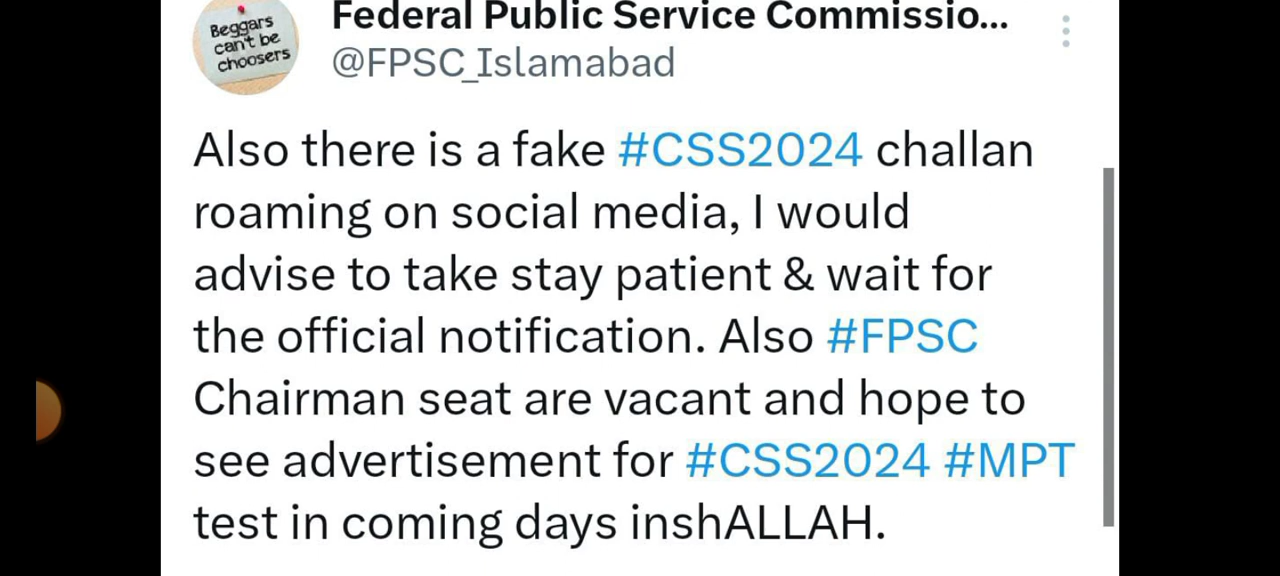 Beggars
can't be
choosers
Federal Public Service Commissio...
@FPSC_Islamabad
Also there is a fake #CSS2024 challan
roaming on social media, I would
advise to take stay patient & wait for
the official notification. Also #FPSC
Chairman seat are vacant and hope to
see advertisement for #CSS2024 #MPT
test in coming days inshALLAH.